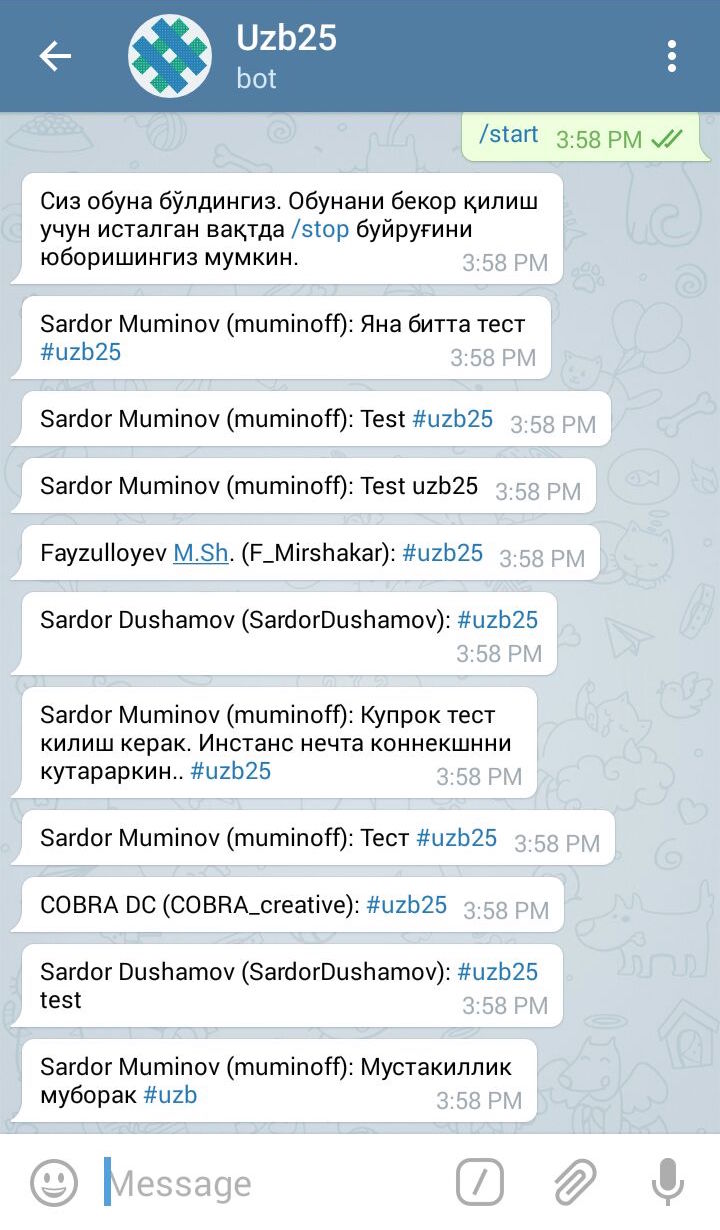 Uzb25
bot
/start 3:58 PM
Сиз обуна бўлдингиз. Обунани бекор қилиш
учун исталган вақтда /stop буйруғини
юборишингиз мумкин. 3:58 PM
Sardor Muminov (muminoff): Яна битта тест
#uzb25 3:58 PM
Sardor Muminov (muminoff): Test #uzb25 3:58 PM
Sardor Muminov (muminoff): Test uzb25 3:58 PM
Fayzulloyev M.Sh. (F_Mirshakar): #uzb25 3:58 PM
Sardor Dushamov (SardorDushamov): #uzb25
3:58 PM
Sardor Muminov (muminoff): Купрок тест
килиш керак. Инстанс нечта коннекшнни
кутараркин.. #uzb25 3:58 PM
Sardor Muminov (muminoff): Тест #uzb25 3:58 PM
COBRA DC (COBRA_creative): #uzb25 3:58 PM
Sardor Dushamov (SardorDushamov): #uzb25
test 3:58 PM
Sardor Muminov (muminoff): Мустакиллик
муборак #uzb 3:58 PM
Message